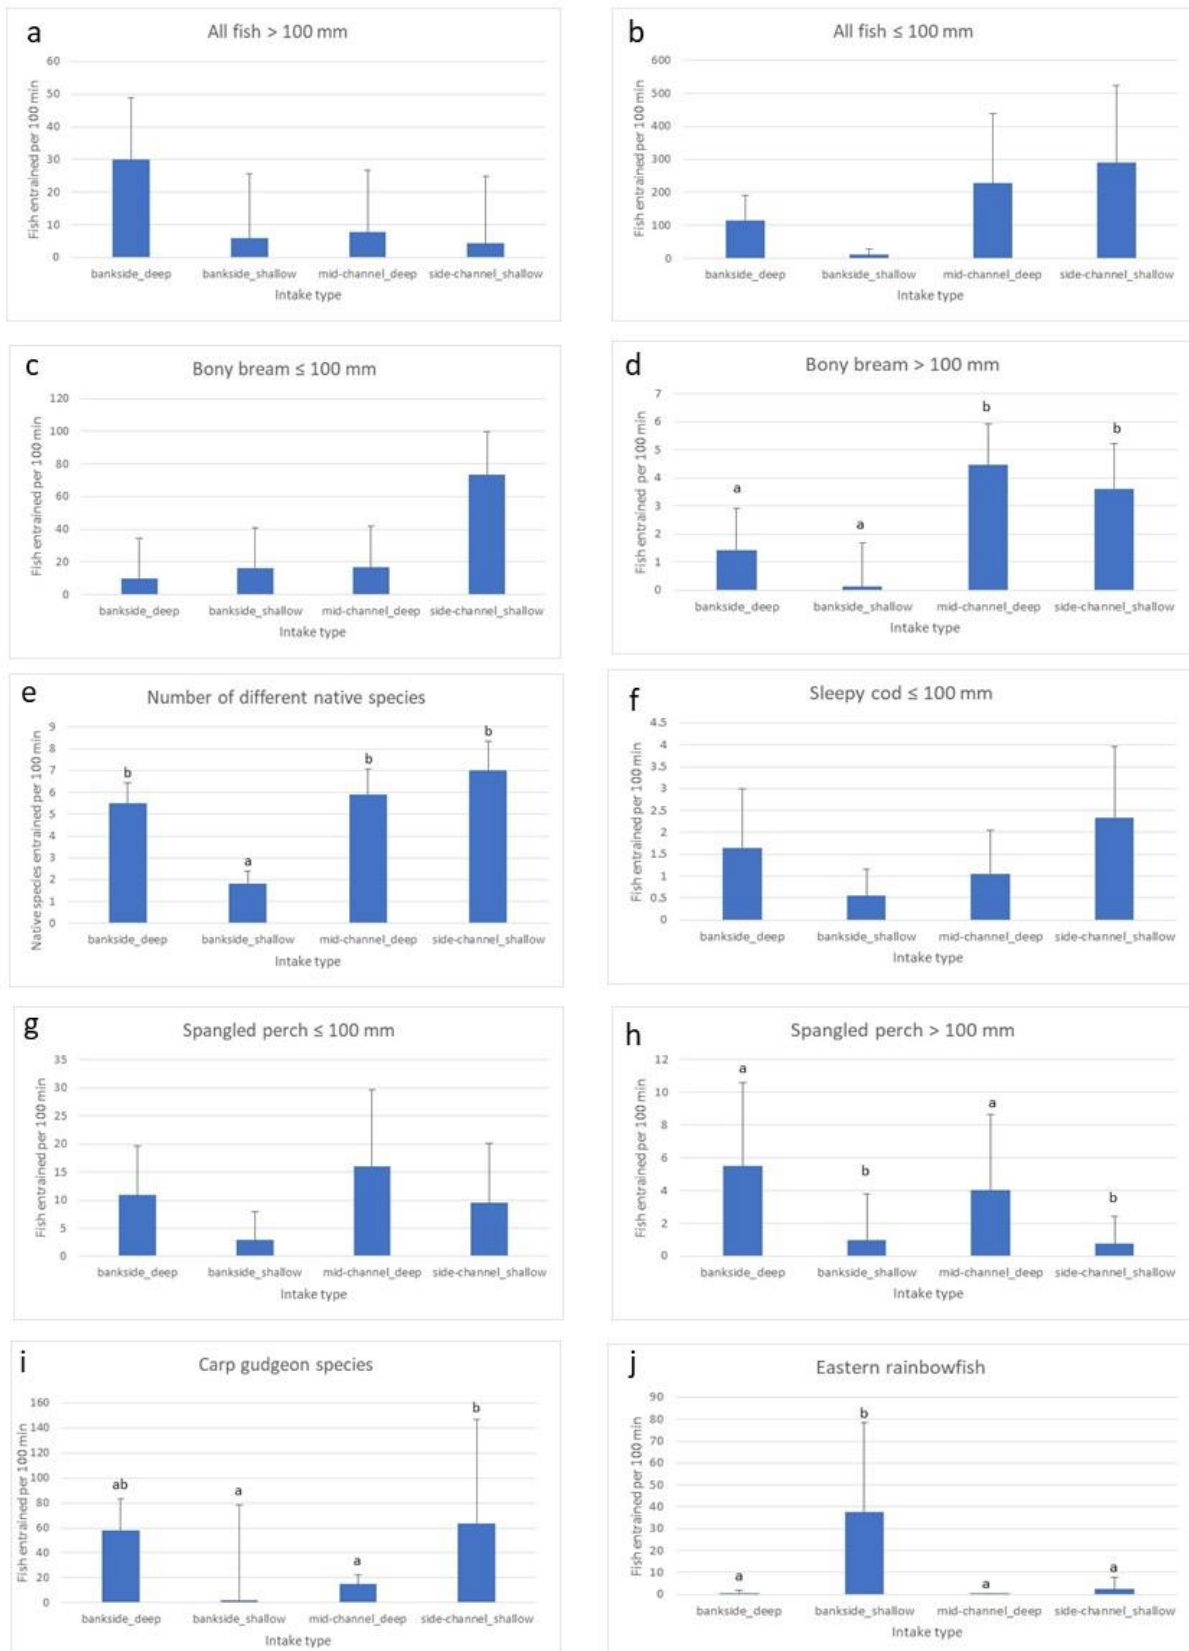 a
All fish > 100 mm
Fish entrained per 100 min
60
50
40
30
20
10
0
bankside_deep bankside_shallow mid-channel_deep side-channel_shallow
Intake type
b
All fish ≤ 100 mm
Fish entrained per 100 min
600
500
400
300
200
100
0
bankside_deep bankside_shallow mid-channel_deep side-channel_shallow
Intake type
c
Bony bream ≤ 100 mm
Fish entrained per 100 min
120
100
80
60
40
20
0
bankside_deep bankside_shallow mid-channel_deep side-channel_shallow
Intake type
d
Bony bream > 100 mm
Fish entrained per 100 min
7
6
5
4
3
2
1
0
a a b b
bankside_deep bankside_shallow mid-channel_deep side-channel_shallow
Intake type
e
Number of different native species
Native species entrained per 100 min
9
8
7
6
5
4
3
2
1
0
b a b b
bankside_deep bankside_shallow mid-channel_deep side-channel_shallow
Intake type
f
Sleepy cod ≤ 100 mm
Fish entrained per 100 min
4.5
4
3.5
3
2.5
2
1.5
1
0.5
0
bankside_deep bankside_shallow mid-channel_deep side-channel_shallow
Intake type
g
Spangled perch ≤ 100 mm
Fish entrained per 100 min
35
30
25
20
15
10
5
0
bankside_deep bankside_shallow mid-channel_deep side-channel_shallow
Intake type
h
Spangled perch > 100 mm
Fish entrained per 100 min
12
10
8
6
4
2
0
a b a b
bankside_deep bankside_shallow mid-channel_deep side-channel_shallow
Intake type
i
Carp gudgeon species
Fish entrained per 100 min
160
140
120
100
80
60
40
20
0
ab a a b
bankside_deep bankside_shallow mid-channel_deep side-channel_shallow
Intake type
j
Eastern rainbowfish
Fish entrained per 100 min
90
80
70
60
50
40
30
20
10
0
a b a a
bankside_deep bankside_shallow mid-channel_deep side-channel_shallow
Intake type